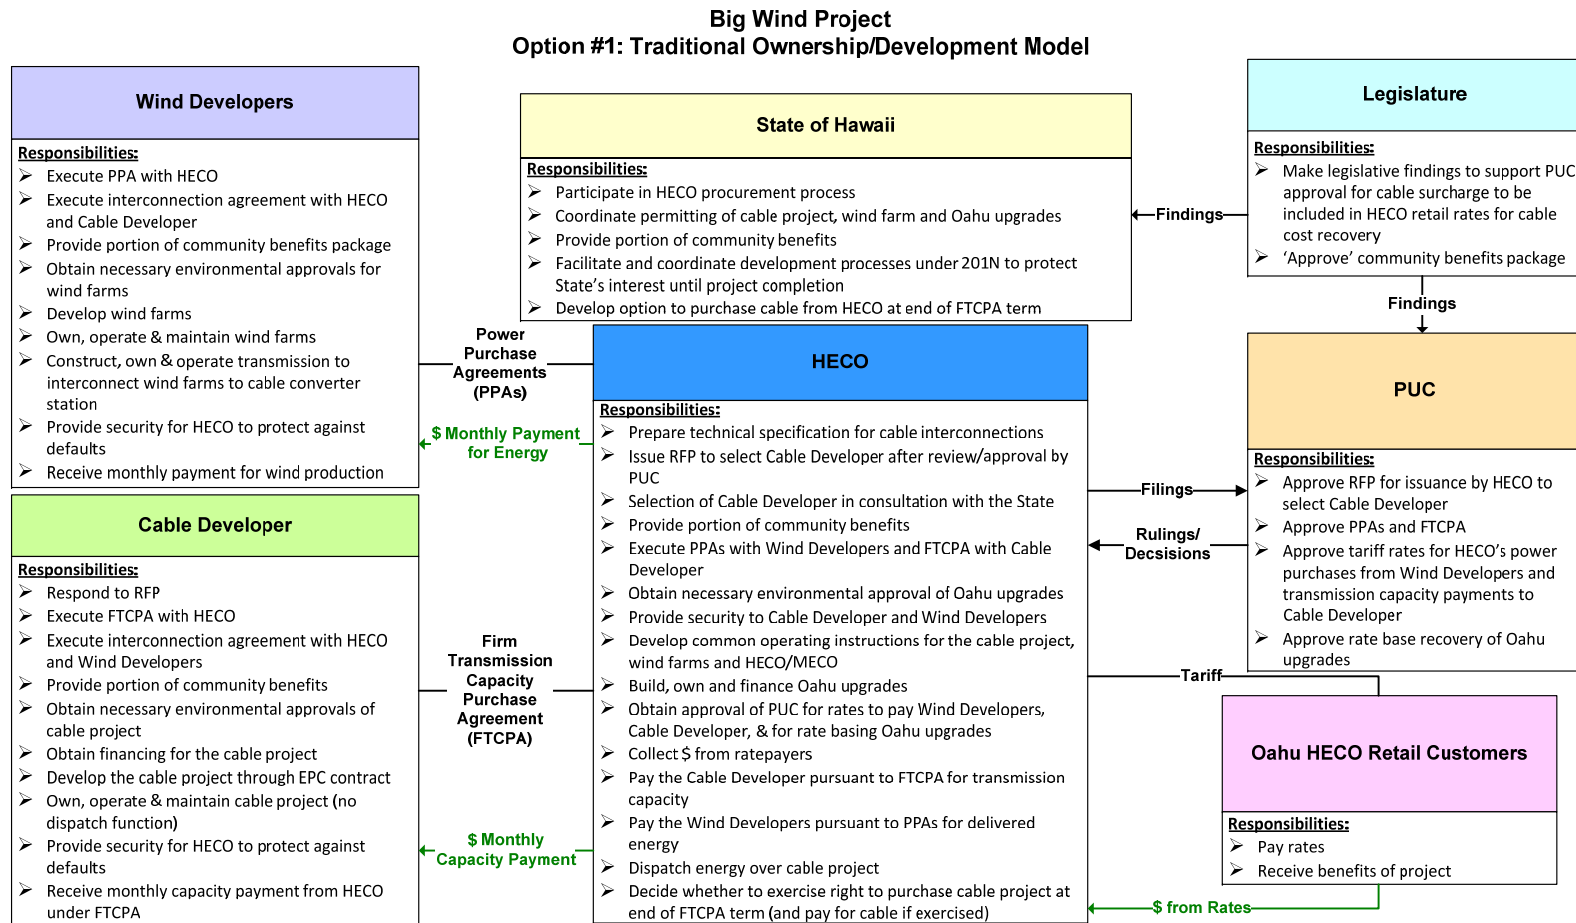 Big Wind Project
Option #1: Traditional Ownership/Development Model
Wind Developers
Responsibilities:
➢ Execute PPA with HECO
➢ Execute interconnection agreement with HECO
and Cable Developer
➢ Provide portion of community benefits package
➢ Obtain necessary environmental approvals for
wind farms
➢ Develop wind farms
➢ Own, operate & maintain wind farms
➢ Construct, own & operate transmission to
interconnect wind farms to cable converter
station
➢ Provide security for HECO to protect against
defaults
➢ Receive monthly payment for wind production
Cable Developer
Responsibilities:
➢ Respond to RFP
➢ Execute FTCPA with HECO
➢ Execute interconnection agreement with HECO
and Wind Developers
➢ Provide portion of community benefits
➢ Obtain necessary environmental approvals of
cable project
➢ Obtain financing for the cable project
➢ Develop the cable project through EPC contract
➢ Own, operate & maintain cable project (no
dispatch function)
➢ Provide security for HECO to protect against
defaults
➢ Receive monthly capacity payment from HECO
under FTCPA
Power
Purchase
Agreements
(PPAs)
$ Monthly Payment
for Energy
Firm
Transmission
Capacity
Purchase
Agreement
(FTCPA)
$ Monthly
Capacity Payment
State of Hawaii
Responsibilities:
➢ Participate in HECO procurement process
➢ Coordinate permitting of cable project, wind farm and Oahu upgrades
➢ Provide portion of community benefits
➢ Facilitate and coordinate development processes under 201N to protect
State's interest until project completion
➢ Develop option to purchase cable from HECO at end of FTCPA term
HECO
Responsibilities:
➢ Prepare technical specification for cable interconnections
➢ Issue RFP to select Cable Developer after review/approval by
PUC
➢ Selection of Cable Developer in consultation with the State
➢ Provide portion of community benefits
➢ Execute PPAs with Wind Developers and FTCPA with Cable
Developer
➢ Obtain necessary environmental approval of Oahu upgrades
➢ Provide security to Cable Developer and Wind Developers
➢ Develop common operating instructions for the cable project,
wind farms and HECO/MECO
➢ Build, own and finance Oahu upgrades
➢ Obtain approval of PUC for rates to pay Wind Developers,
Cable Developer, & for rate basing Oahu upgrades
➢ Collect $ from ratepayers
➢ Pay the Cable Developer pursuant to FTCPA for transmission
capacity
➢ Pay the Wind Developers pursuant to PPAs for delivered
energy
➢ Dispatch energy over cable project
➢ Decide whether to exercise right to purchase cable project at
end of FTCPA term (and pay for cable if exercised)
Findings
Legislature
Responsibilities:
➢ Make legislative findings to support PUC
approval for cable surcharge to be
included in HECO retail rates for cable
cost recovery
➢ 'Approve' community benefits package
Findings
PUC
Responsibilities:
➢ Approve RFP for issuance by HECO to
select Cable Developer
➢ Approve PPAs and FTCPA
➢ Approve tariff rates for HECO's power
purchases from Wind Developers and
transmission capacity payments to
Cable Developer
➢ Approve rate base recovery of Oahu
upgrades
Filings
Rulings/
Decsisions
Tariff
Oahu HECO Retail Customers
Responsibilities:
➢ Pay rates
➢ Receive benefits of project
$ from Rates